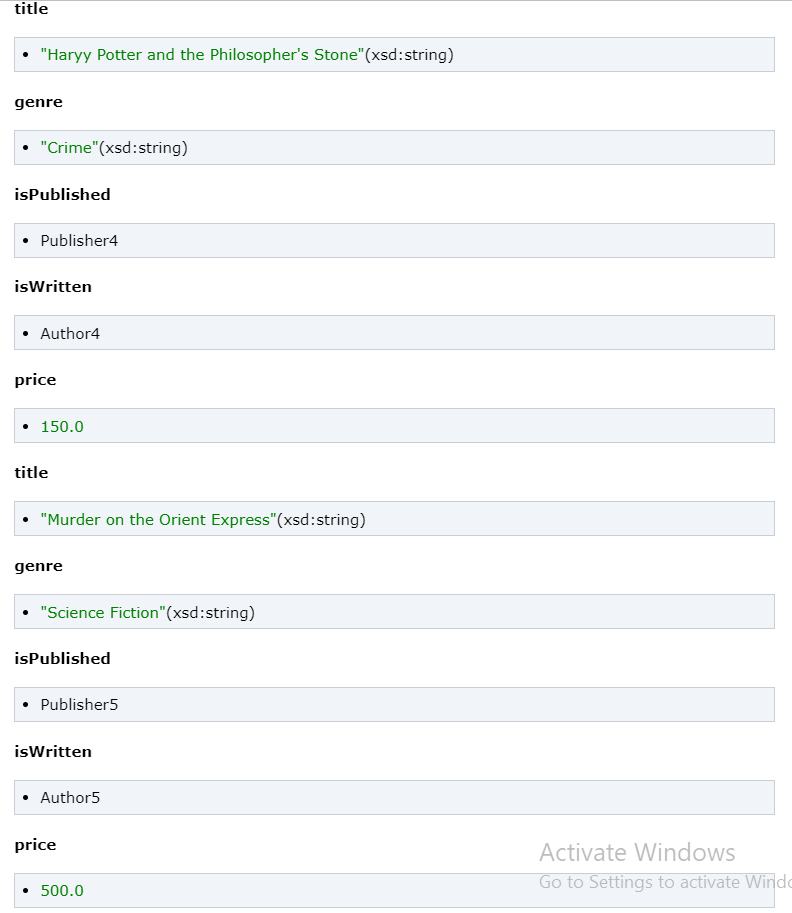 title
• "Haryy Potter and the Philosopher's Stone"(xsd:string)
genre
• "Crime"(xsd:string)
isPublished
• Publisher4
isWritten
• Author4
price
• 150.0
title
• "Murder on the Orient Express"(xsd:string)
genre
• "Science Fiction"(xsd:string)
isPublished
• Publisher5
isWritten
• Author5
price
• 500.0
Activate Windows
Go to Settings to activate Windo